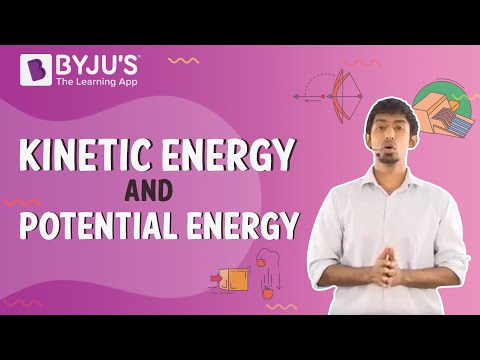 BYJU'S
The Learning App
KINETIC ENERGY
AND
POTENTIAL ENERGY